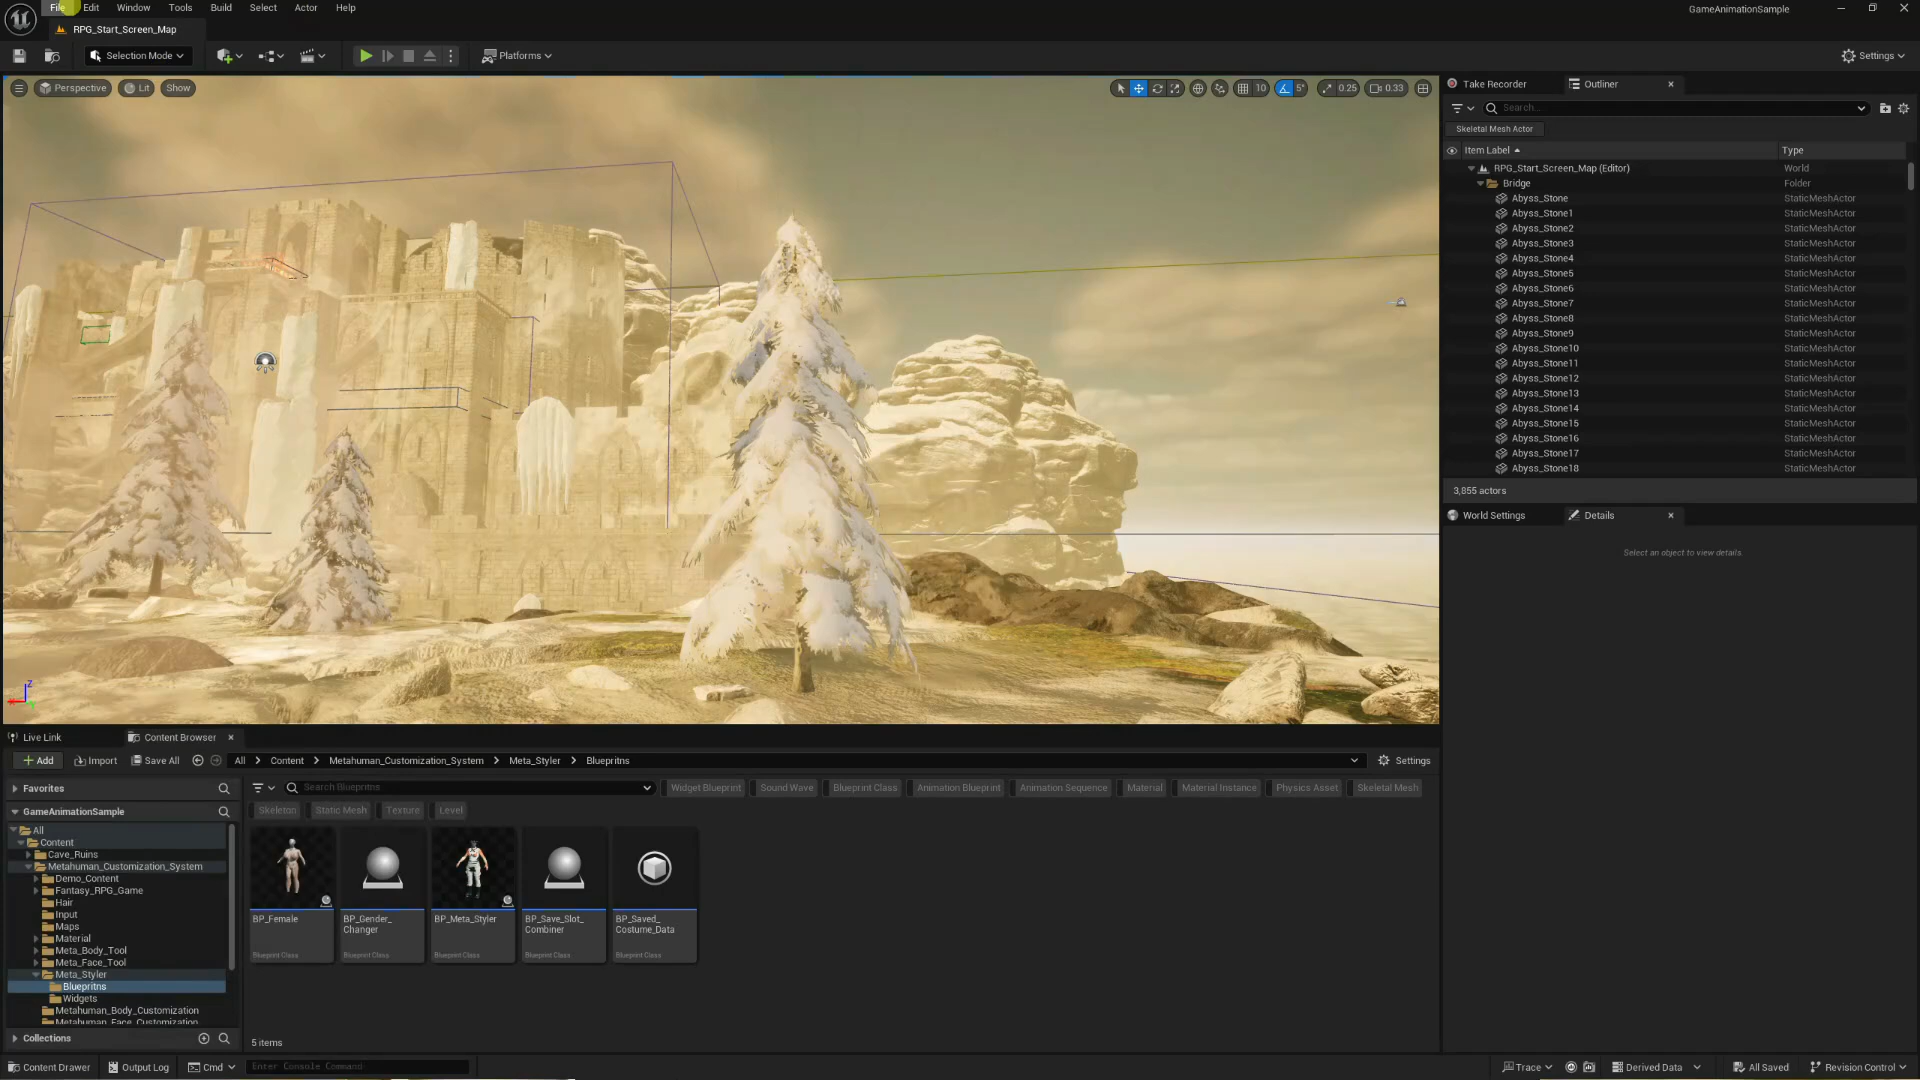 File Edit Window Tools Build Select Actor Help
GameAnimationSample
RPG_Start_Screen_Map
Selection Mode
Platforms
Settings
Perspective Lit Show
10 5° 0.25 0.33
Take Recorder Outliner
Search...
Skeletal Mesh Actor
Item Label Type
RPG_Start_Screen_Map (Editor) World
Bridge Folder
Abyss_Stone StaticMeshActor
Abyss_Stone1 StaticMeshActor
Abyss_Stone2 StaticMeshActor
Abyss_Stone3 StaticMeshActor
Abyss_Stone4 StaticMeshActor
Abyss_Stone5 StaticMeshActor
Abyss_Stone6 StaticMeshActor
Abyss_Stone7 StaticMeshActor
Abyss_Stone8 StaticMeshActor
Abyss_Stone9 StaticMeshActor
Abyss_Stone10 StaticMeshActor
Abyss_Stone11 StaticMeshActor
Abyss_Stone12 StaticMeshActor
Abyss_Stone13 StaticMeshActor
Abyss_Stone14 StaticMeshActor
Abyss_Stone15 StaticMeshActor
Abyss_Stone16 StaticMeshActor
Abyss_Stone17 StaticMeshActor
Abyss_Stone18 StaticMeshActor
3,855 actors
World Settings Details
Select an object to view details.
Z
Live Link Content Browser
Add Import Save All All Content Metahuman_Customization_System Meta_Styler Bluepritns Settings
Favorites
Search Bluepritns
Widget Blueprint Sound Wave Blueprint Class Animation Blueprint Animation Sequence Material Material Instance Physics Asset Skeletal Mesh
Skeleton Static Mesh Texture Level
GameAnimationSample
All
Content
Cave_Ruins
Metahuman_Customization_System
Demo_Content
Fantasy_RPG_Game
Hair
Input
Maps
Material
Meta_Body_Tool
Meta_Face_Tool
Meta_Styler
Bluepritns
Widgets
Metahuman_Body_Customization
Metahuman_Face_Customization
Collections
BP_Female
Blueprint Class
BP_Gender_
Changer
Blueprint Class
BP_Meta_Styler
Blueprint Class
BP_Save_Slot_
Combiner
Blueprint Class
BP_Saved_
Costume_Data
Blueprint Class
5 items
Content Drawer Output Log Cmd Enter Console Command
Trace Derived Data All Saved Revision Control